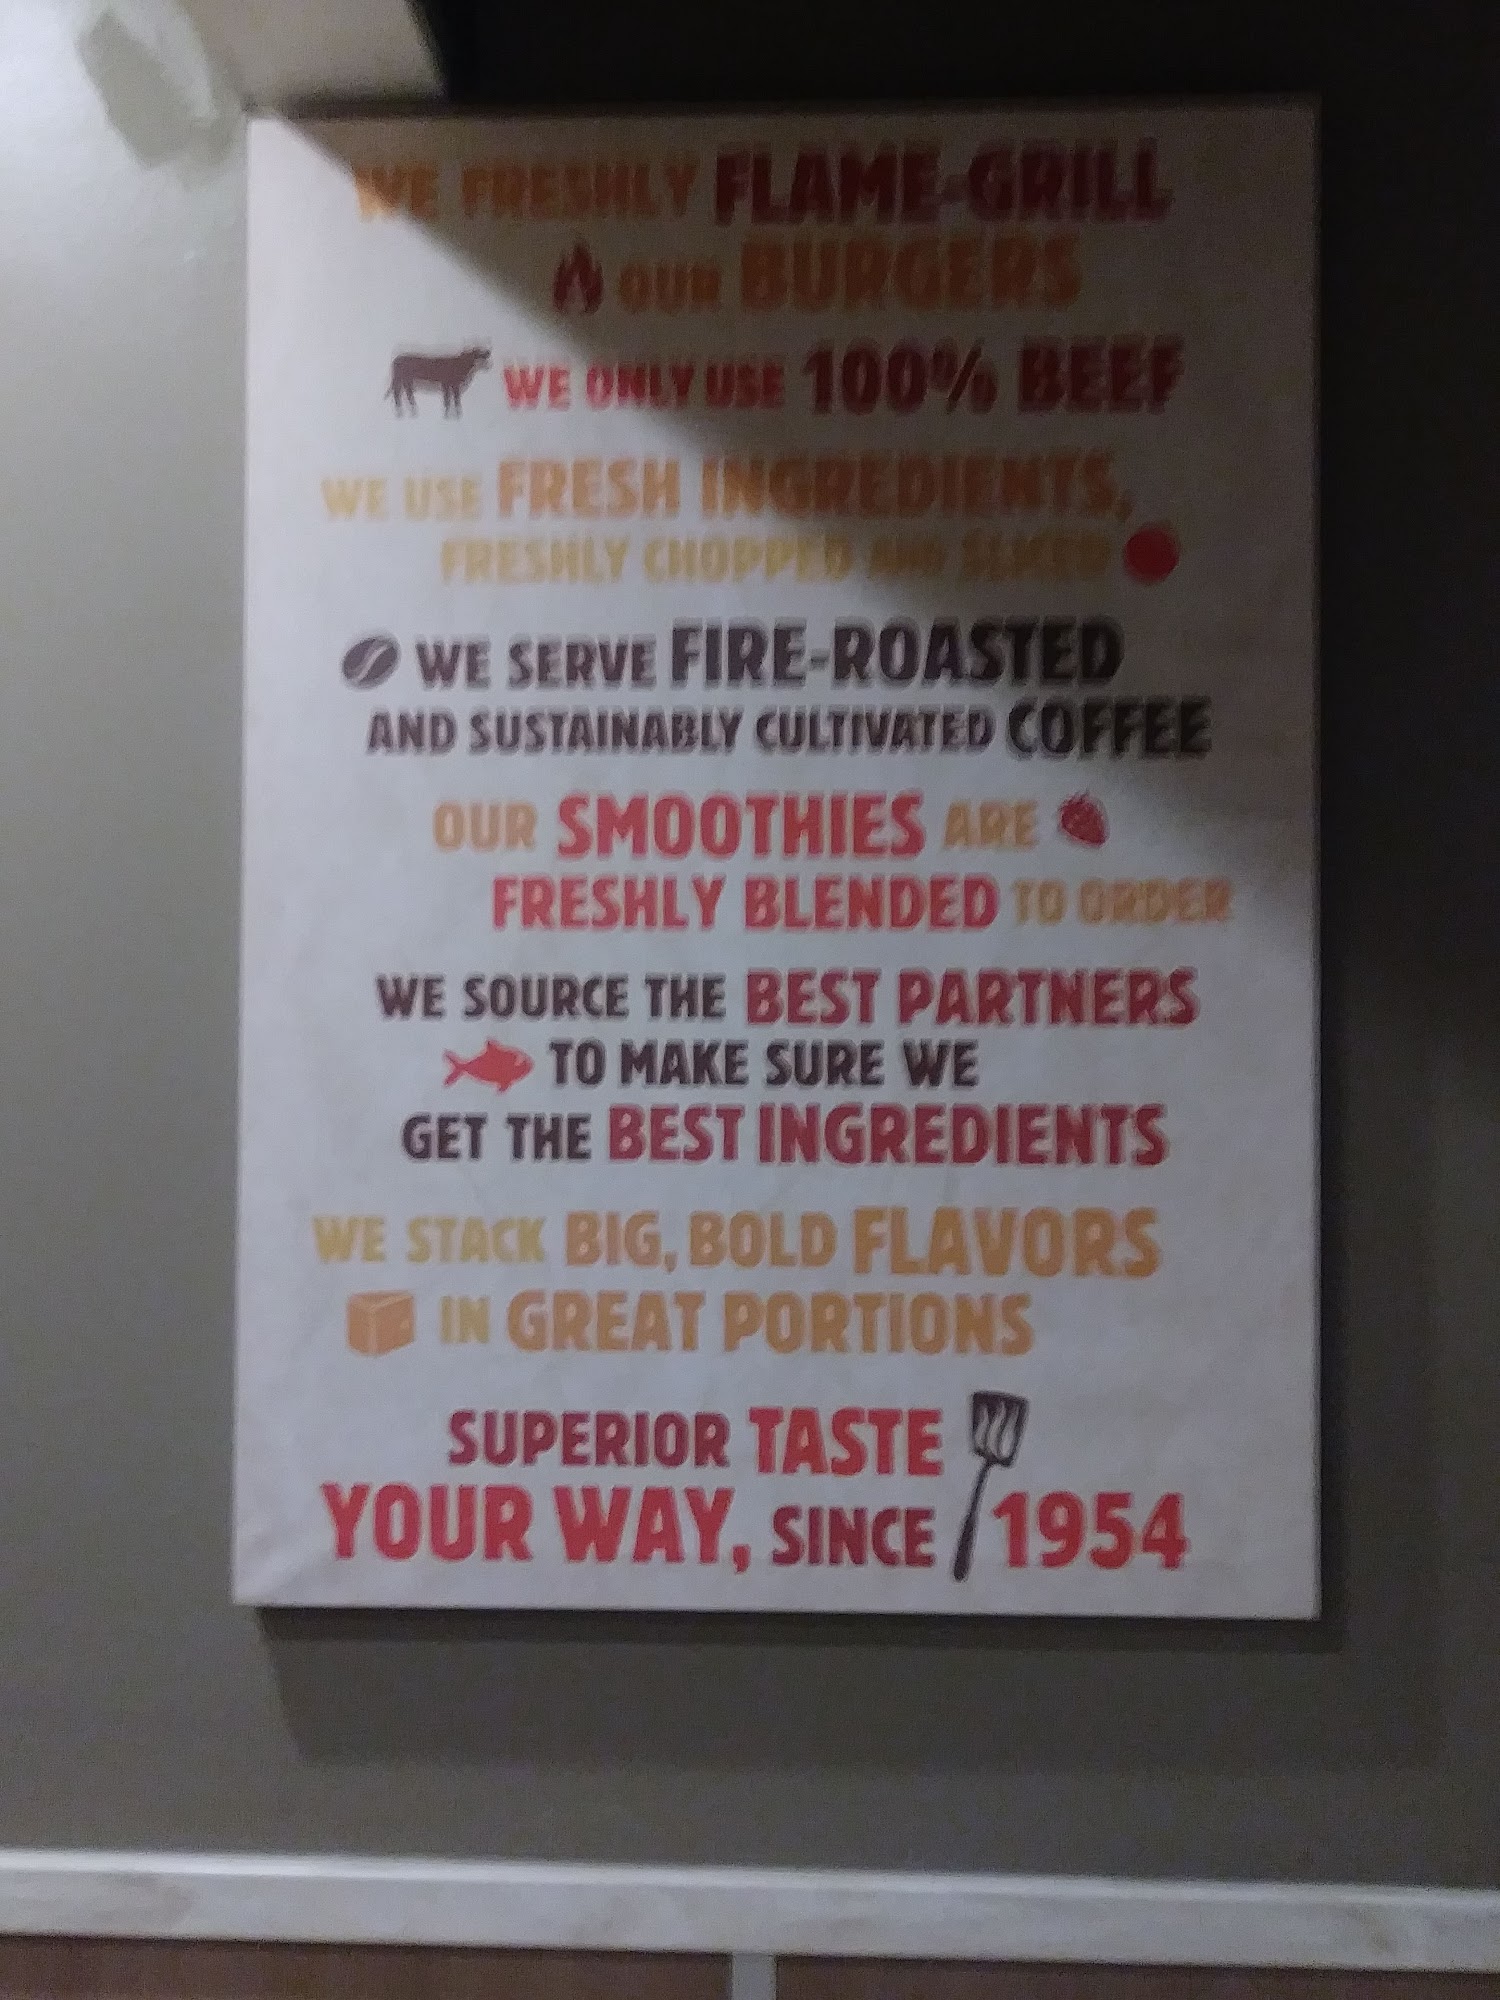 WE FRESHLY FLAME-GRILL
OUR BURGERS
WE ONLY USE 100% BEEF
WE USE FRESH INGREDIENTS,
FRESHLY CHOPPED AND SLICED
WE SERVE FIRE-ROASTED
AND SUSTAINABLY CULTIVATED COFFEE
OUR SMOOTHIES ARE
FRESHLY BLENDED TO ORDER
WE SOURCE THE BEST PARTNERS
TO MAKE SURE WE
GET THE BEST INGREDIENTS
WE STACK BIG, BOLD FLAVORS
IN GREAT PORTIONS
SUPERIOR TASTE
YOUR WAY, SINCE 1954